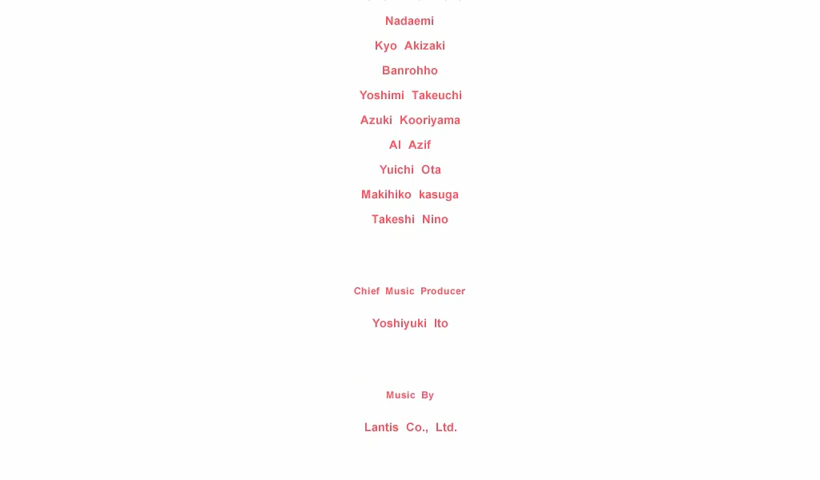 Nadaemi
Kyo Akizaki
Banrohho
Yoshimi Takeuchi
Azuki Kooriyama
Al Azif
Yuichi Ota
Makihiko kasuga
Takeshi Nino
Chief Music Producer
Yoshiyuki Ito
Music By
Lantis Co., Ltd.